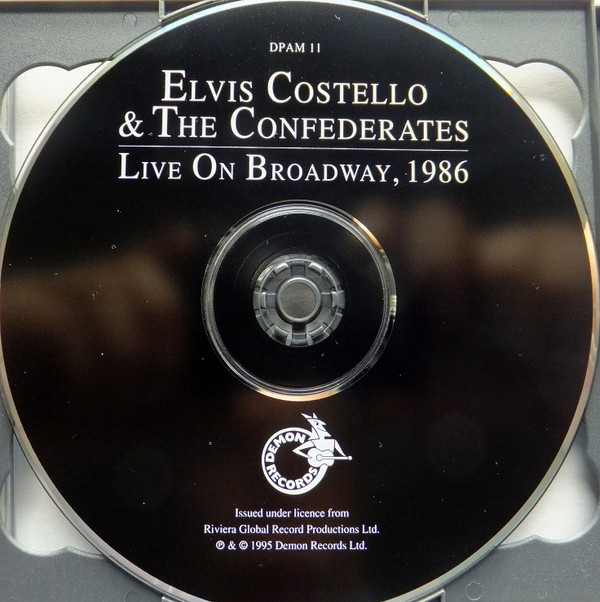 DPAM 11
ELVIS COSTELLO
& THE CONFEDERATES
LIVE ON BROADWAY, 1986
DEMON
RECORDS
Issued under licence from
Riviera Global Record Productions Ltd.
℗ & © 1995 Demon Records Ltd.